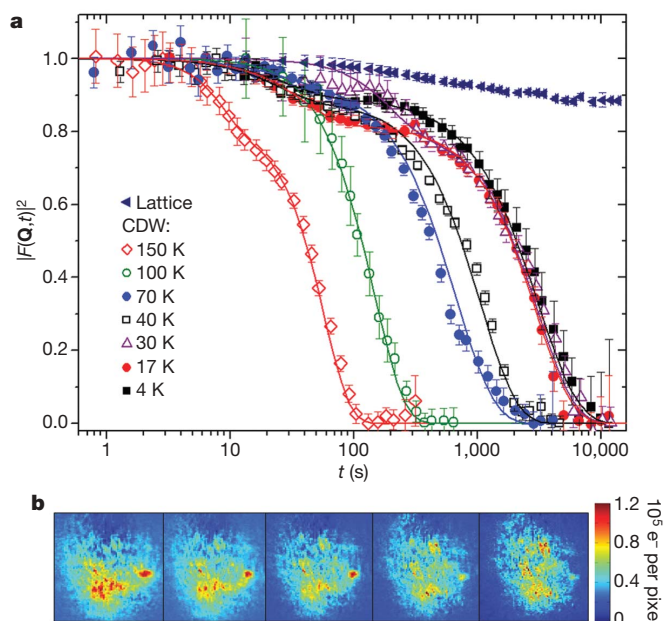 a
|F(Q,t)|²
1.0
0.8
0.6
0.4
0.2
0.0
Lattice
CDW:
150 K
100 K
70 K
40 K
30 K
17 K
4 K
1 10 100 1,000 10,000
t (s)
b
1.2
0.8
0.4
0
10⁵ e⁻ per pixe